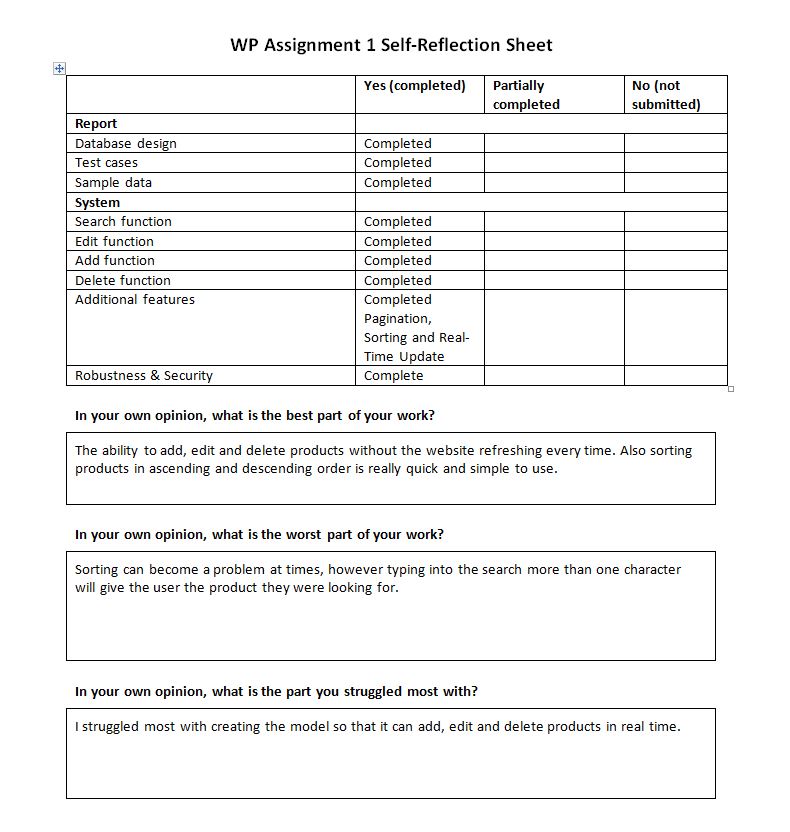 WP Assignment 1 Self-Reflection Sheet
Yes (completed) Partially completed No (not submitted)
Report
Database design Completed
Test cases Completed
Sample data Completed
System
Search function Completed
Edit function Completed
Add function Completed
Delete function Completed
Additional features Completed
Pagination,
Sorting and Real-
Time Update
Robustness & Security Complete
In your own opinion, what is the best part of your work?
The ability to add, edit and delete products without the website refreshing every time. Also sorting
products in ascending and descending order is really quick and simple to use.
In your own opinion, what is the worst part of your work?
Sorting can become a problem at times, however typing into the search more than one character
will give the user the product they were looking for.
In your own opinion, what is the part you struggled most with?
I struggled most with creating the model so that it can add, edit and delete products in real time.